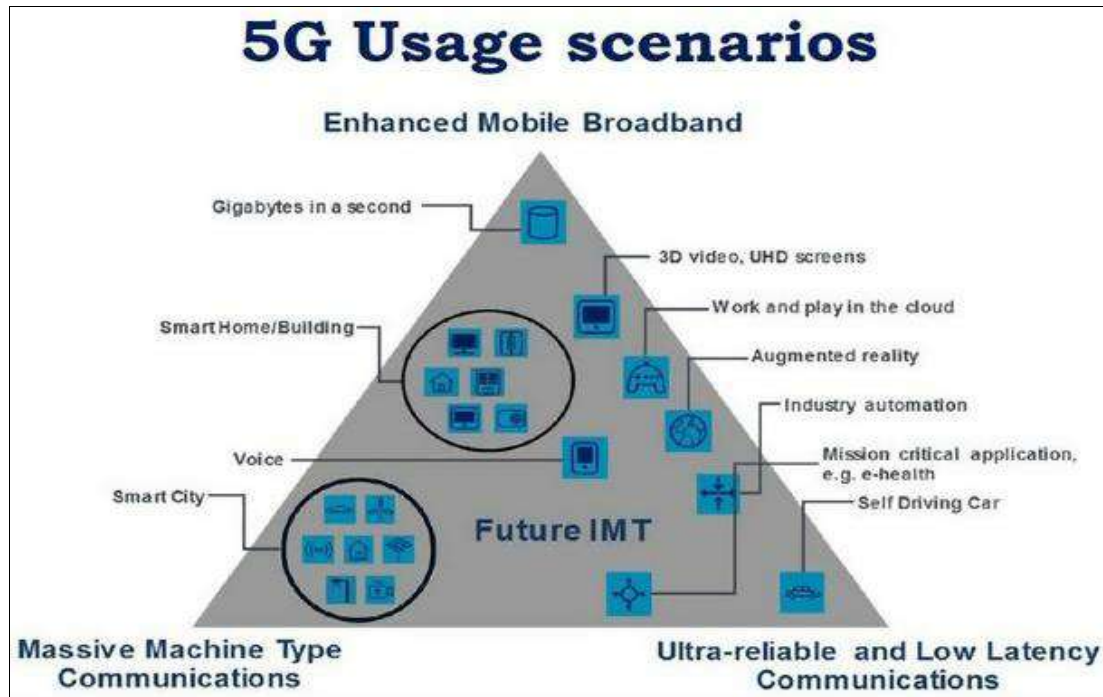 5G Usage scenarios
Enhanced Mobile Broadband
Gigabytes in a second
3D video, UHD screens
Work and play in the cloud
Smart Home/Building
Augmented reality
Industry automation
Voice
Mission critical application,
e.g. e-health
Smart City
Self Driving Car
Future IMT
Massive Machine Type
Communications
Ultra-reliable and Low Latency
Communications